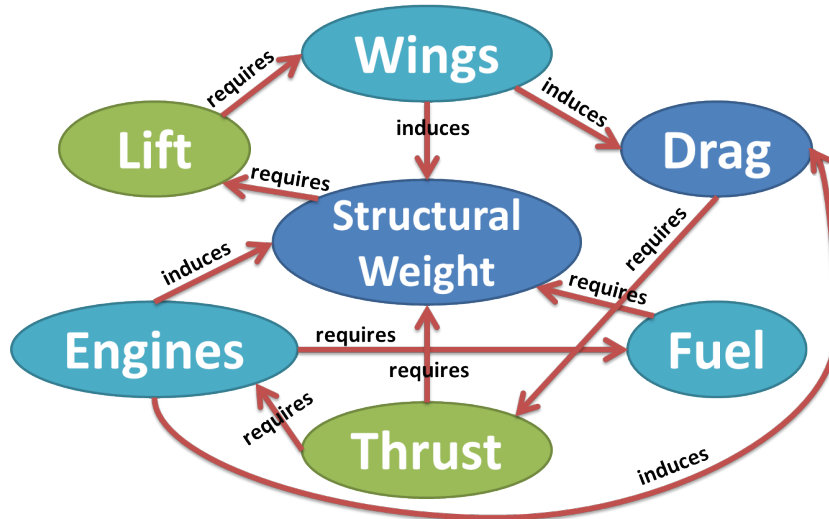 Wings
requires
induces
induces
Lift
Drag
requires
Structural
Weight
requires
induces
requires
Engines
requires
Fuel
requires
requires
Thrust
induces